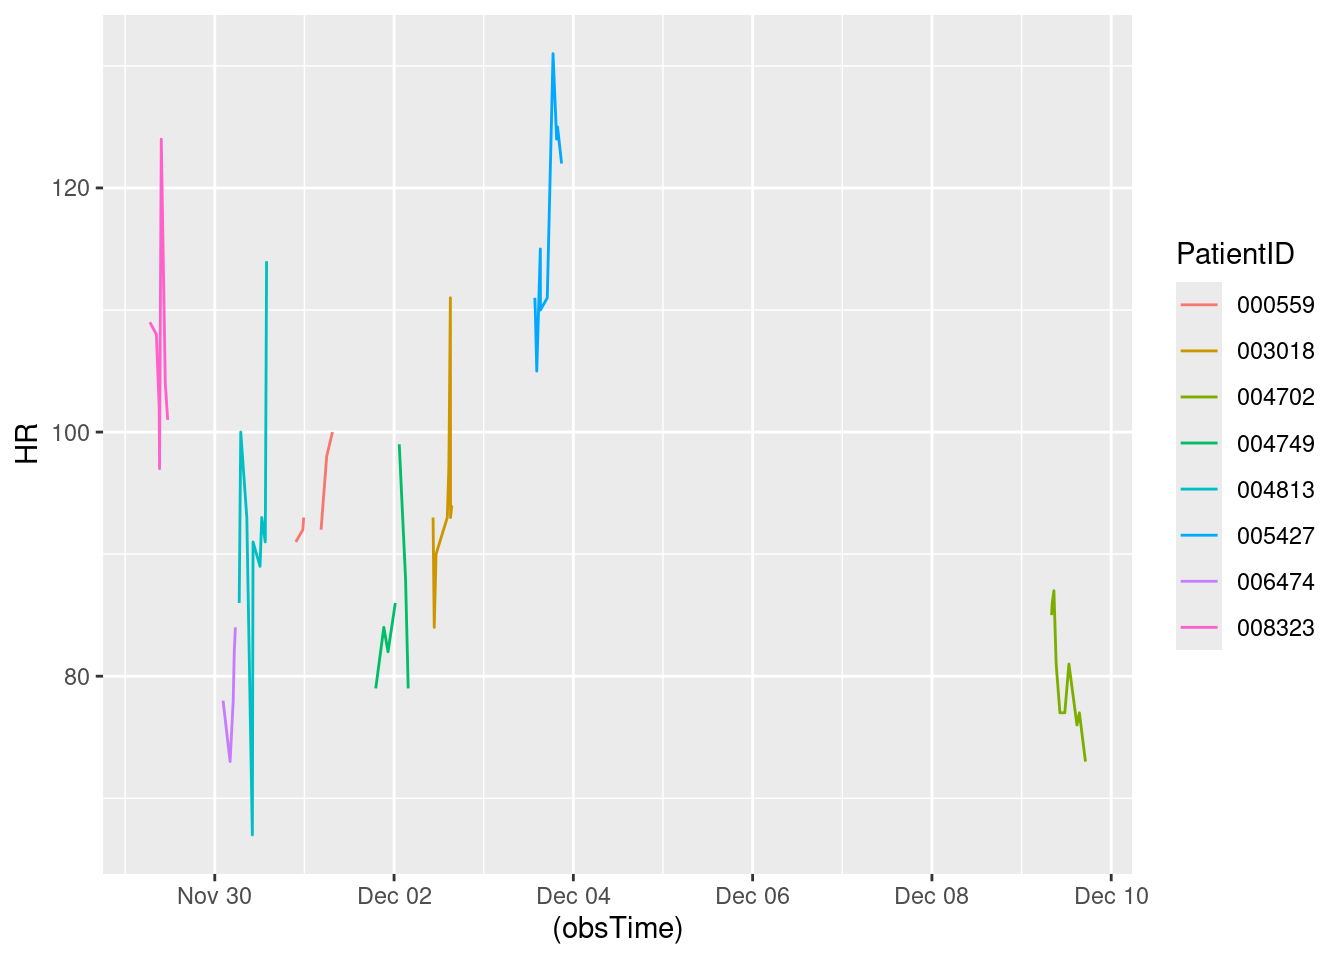 HR
120
100
80
Nov 30
Dec 02
Dec 04
Dec 06
Dec 08
Dec 10
(obsTime)
PatientID
000559
003018
004702
004749
004813
005427
006474
008323